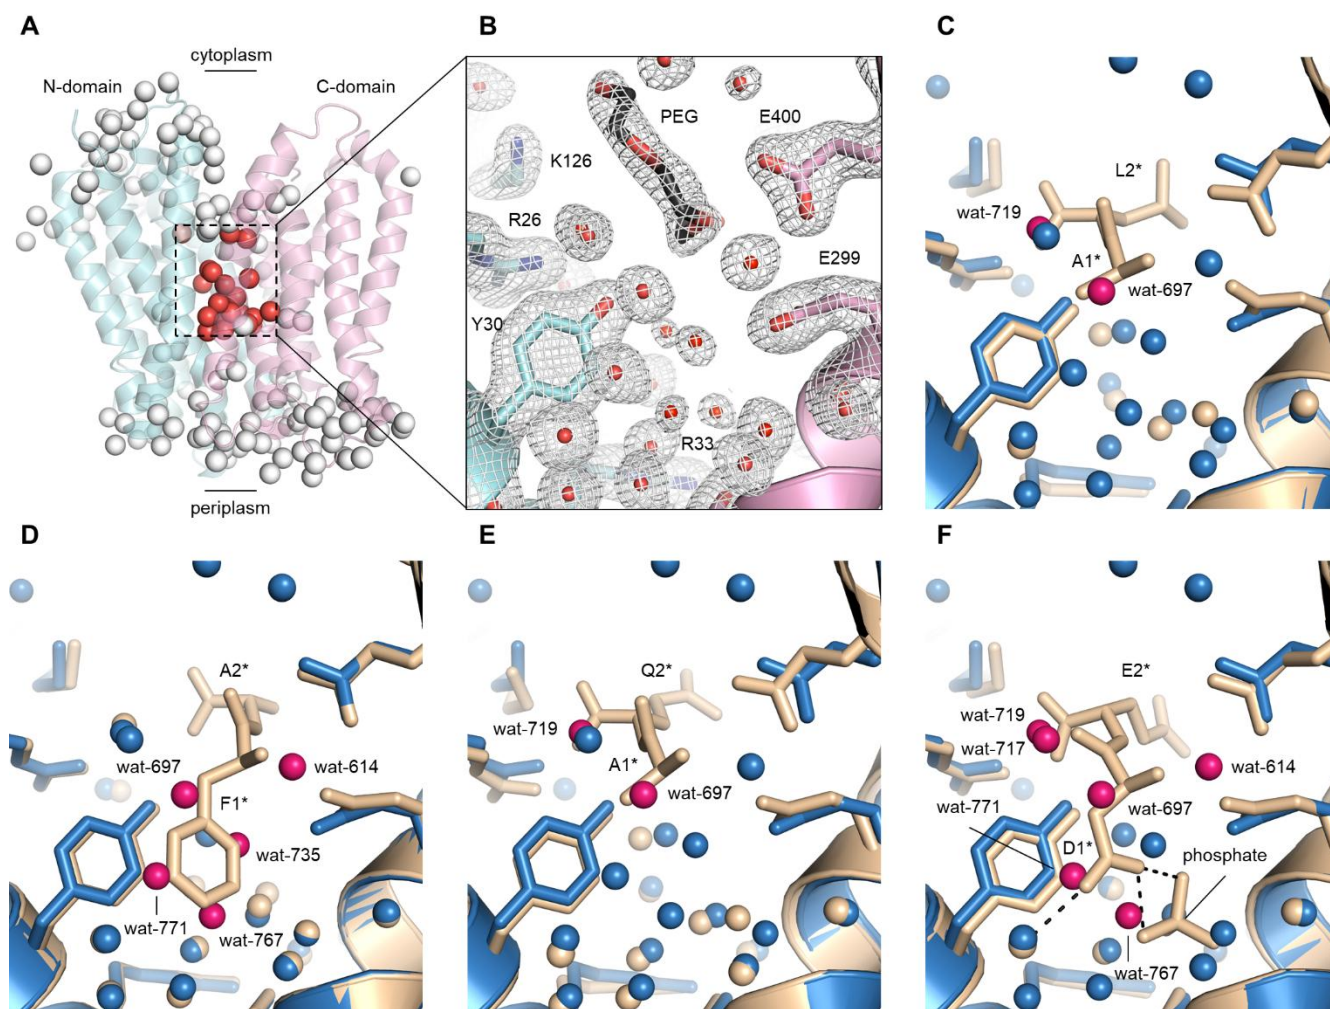 A
cytoplasm
N-domain
C-domain
periplasm
B
PEG
E400
K126
R26
E299
Y30
R33
C
L2*
wat-719
A1*
wat-697
D
A2*
wat-697
wat-614
F1*
wat-735
wat-771
wat-767
E
Q2*
wat-719
A1*
wat-697
F
E2*
wat-719
wat-717
wat-614
wat-771
wat-697
D1*
phosphate
wat-767